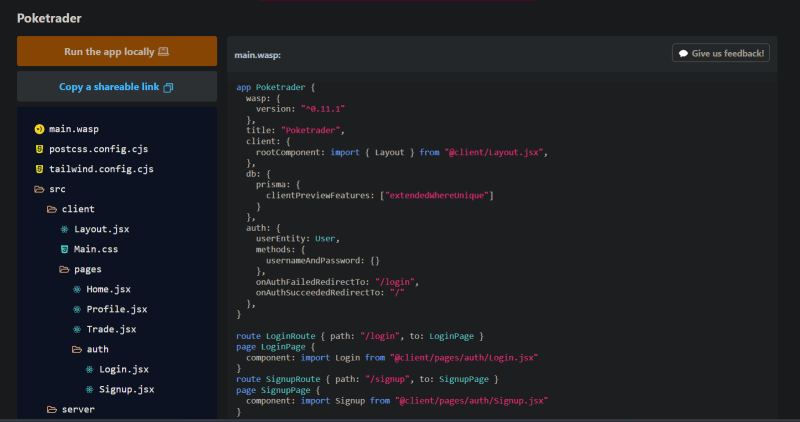 Poketrader
Run the app locally
Copy a shareable link
main.wasp
postcss.config.cjs
tailwind.config.cjs
src
client
Layout.jsx
Main.css
pages
Home.jsx
Profile.jsx
Trade.jsx
auth
Login.jsx
Signup.jsx
server
main.wasp:
Give us feedback!
app Poketrader {
  wasp: {
    version: "^0.11.1"
  },
  title: "Poketrader",
  client: {
    rootComponent: import { Layout } from "@client/Layout.jsx",
  },
  db: {
    prisma: {
      clientPreviewFeatures: ["extendedWhereUnique"]
    }
  },
  auth: {
    userEntity: User,
    methods: {
      usernameAndPassword: {}
    },
    onAuthFailedRedirectTo: "/login",
    onAuthSucceededRedirectTo: "/"
  },
}
route LoginRoute { path: "/login", to: LoginPage }
page LoginPage {
  component: import Login from "@client/pages/auth/Login.jsx"
}
route SignupRoute { path: "/signup", to: SignupPage }
page SignupPage {
  component: import Signup from "@client/pages/auth/Signup.jsx"
}